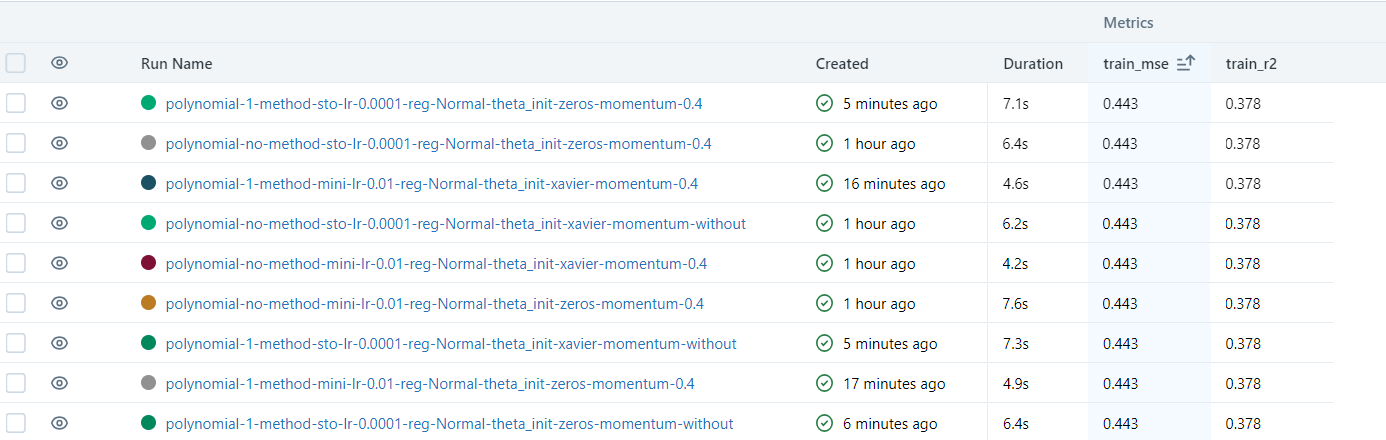 Metrics
Run Name Created Duration train_mse train_r2
polynomial-1-method-sto-lr-0.0001-reg-Normal-theta_init-zeros-momentum-0.4 5 minutes ago 7.1s 0.443 0.378
polynomial-no-method-sto-lr-0.0001-reg-Normal-theta_init-zeros-momentum-0.4 1 hour ago 6.4s 0.443 0.378
polynomial-1-method-mini-lr-0.01-reg-Normal-theta_init-xavier-momentum-0.4 16 minutes ago 4.6s 0.443 0.378
polynomial-no-method-sto-lr-0.0001-reg-Normal-theta_init-xavier-momentum-without 1 hour ago 6.2s 0.443 0.378
polynomial-no-method-mini-lr-0.01-reg-Normal-theta_init-xavier-momentum-0.4 1 hour ago 4.2s 0.443 0.378
polynomial-no-method-mini-lr-0.01-reg-Normal-theta_init-zeros-momentum-0.4 1 hour ago 7.6s 0.443 0.378
polynomial-1-method-sto-lr-0.0001-reg-Normal-theta_init-xavier-momentum-without 5 minutes ago 7.3s 0.443 0.378
polynomial-1-method-mini-lr-0.01-reg-Normal-theta_init-zeros-momentum-0.4 17 minutes ago 4.9s 0.443 0.378
polynomial-1-method-sto-lr-0.0001-reg-Normal-theta_init-zeros-momentum-without 6 minutes ago 6.4s 0.443 0.378